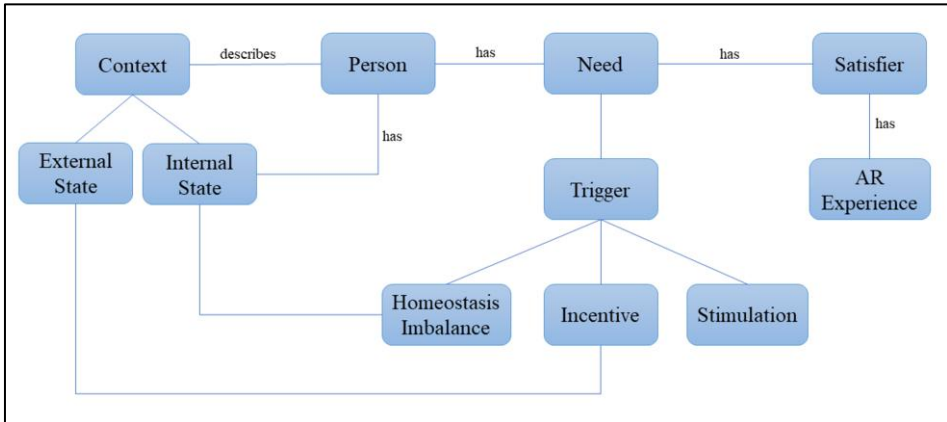 Context
describes
Person
has
Need
has
Satisfier
has
has
External
State
Internal
State
Trigger
AR
Experience
Homeostasis
Imbalance
Incentive
Stimulation